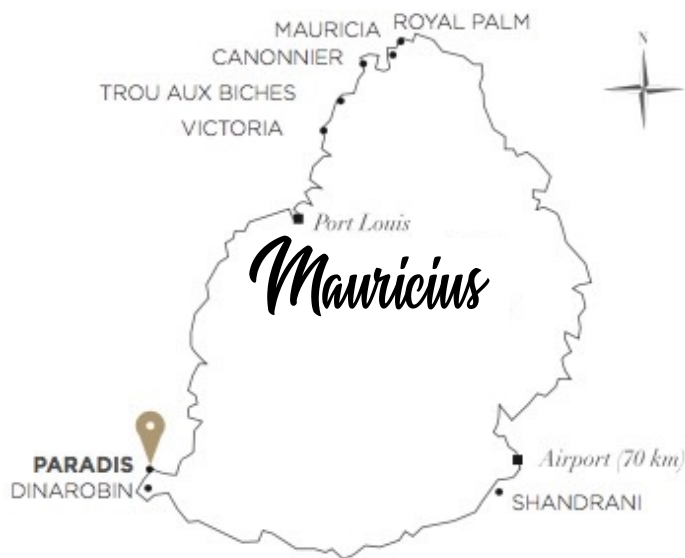 MAURICIA ROYAL PALM
CANONNIER
N
TROU AUX BICHES
VICTORIA
Port Louis
Mauricius
PARADIS
Airport (70 km)
DINAROBIN
SHANDRANI